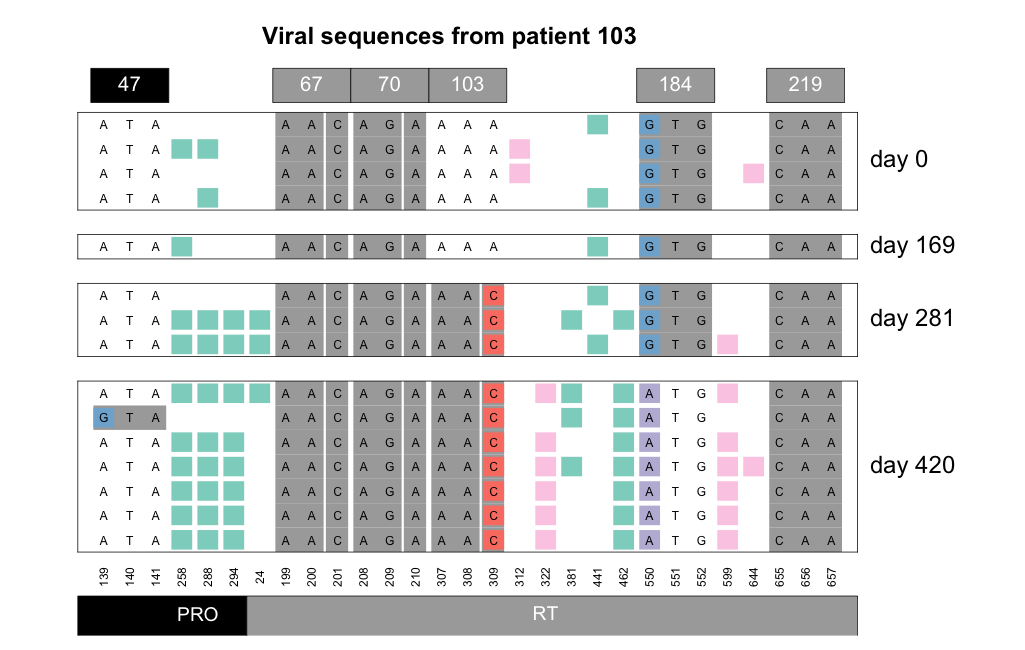 Viral sequences from patient 103
47 67 70 103 184 219
A T A A A C A G A A A A G T G C A A
A T A A A C A G A A A A G T G C A A
A T A A A C A G A A A A G T G C A A
A T A A A C A G A A A A G T G C A A
day 0
A T A A A C A G A A A A G T G C A A
day 169
A T A A A C A G A A A C G T G C A A
A T A A A C A G A A A C G T G C A A
A T A A A C A G A A A C G T G C A A
day 281
A T A A A C A G A A A C A T G C A A
G T A A A C A G A A A C A T G C A A
A T A A A C A G A A A C A T G C A A
A T A A A C A G A A A C A T G C A A
A T A A A C A G A A A C A T G C A A
A T A A A C A G A A A C A T G C A A
A T A A A C A G A A A C A T G C A A
day 420
139 140 141 258 288 294 24 199 200 201 208 209 210 307 308 309 312 322 381 441 462 550 551 552 599 644 655 656 657
PRO RT